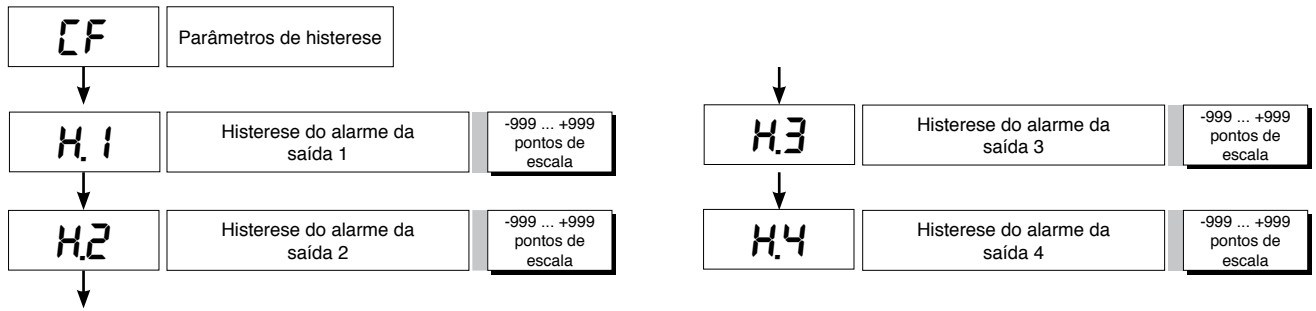 CF
Parâmetros de histerese
H.1
Histerese do alarme da
saída 1
-999 ... +999
pontos de
escala
H.2
Histerese do alarme da
saída 2
-999 ... +999
pontos de
escala
H.3
Histerese do alarme da
saída 3
-999 ... +999
pontos de
escala
H.4
Histerese do alarme da
saída 4
-999 ... +999
pontos de
escala